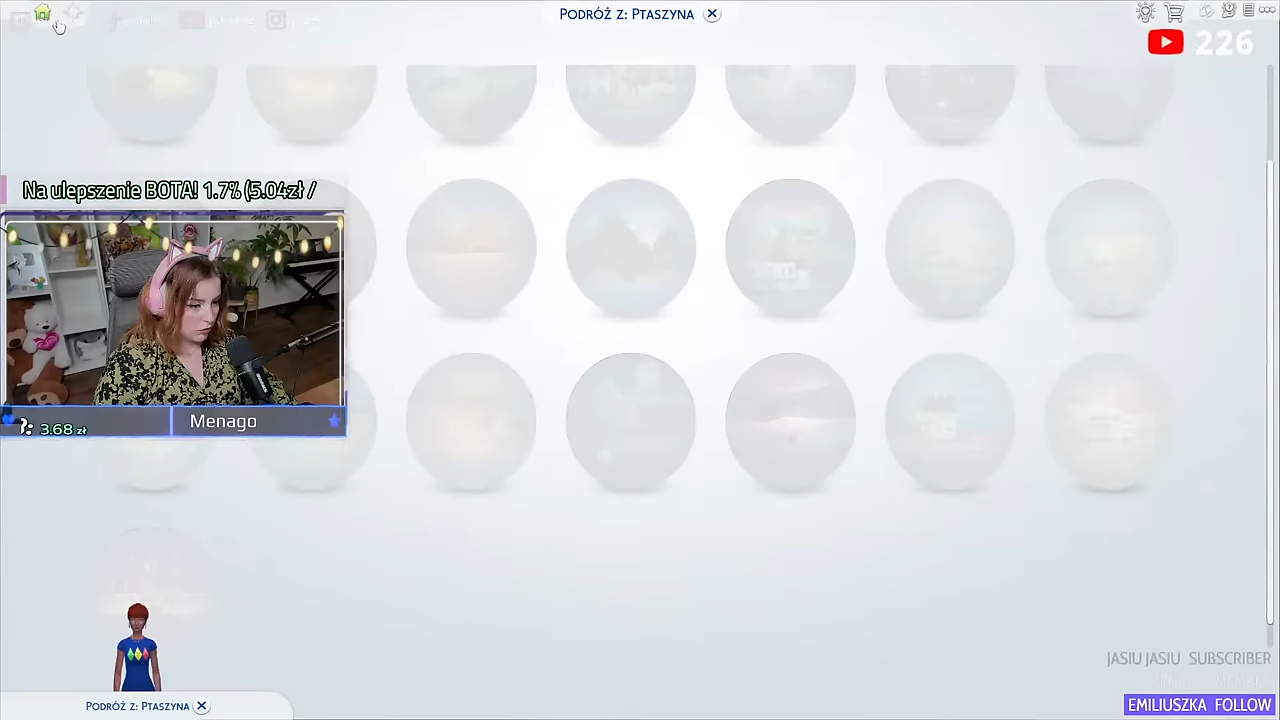 PODRÓŻ Z: PTASZYNA
226
Na ulepszenie BOTA! 1.7% (5.04zł /
3.68 zł
Menago
JASIU JASIU SUBSCRIBER
EMILIUSZKA FOLLOW
PODRÓŻ Z: PTASZYNA